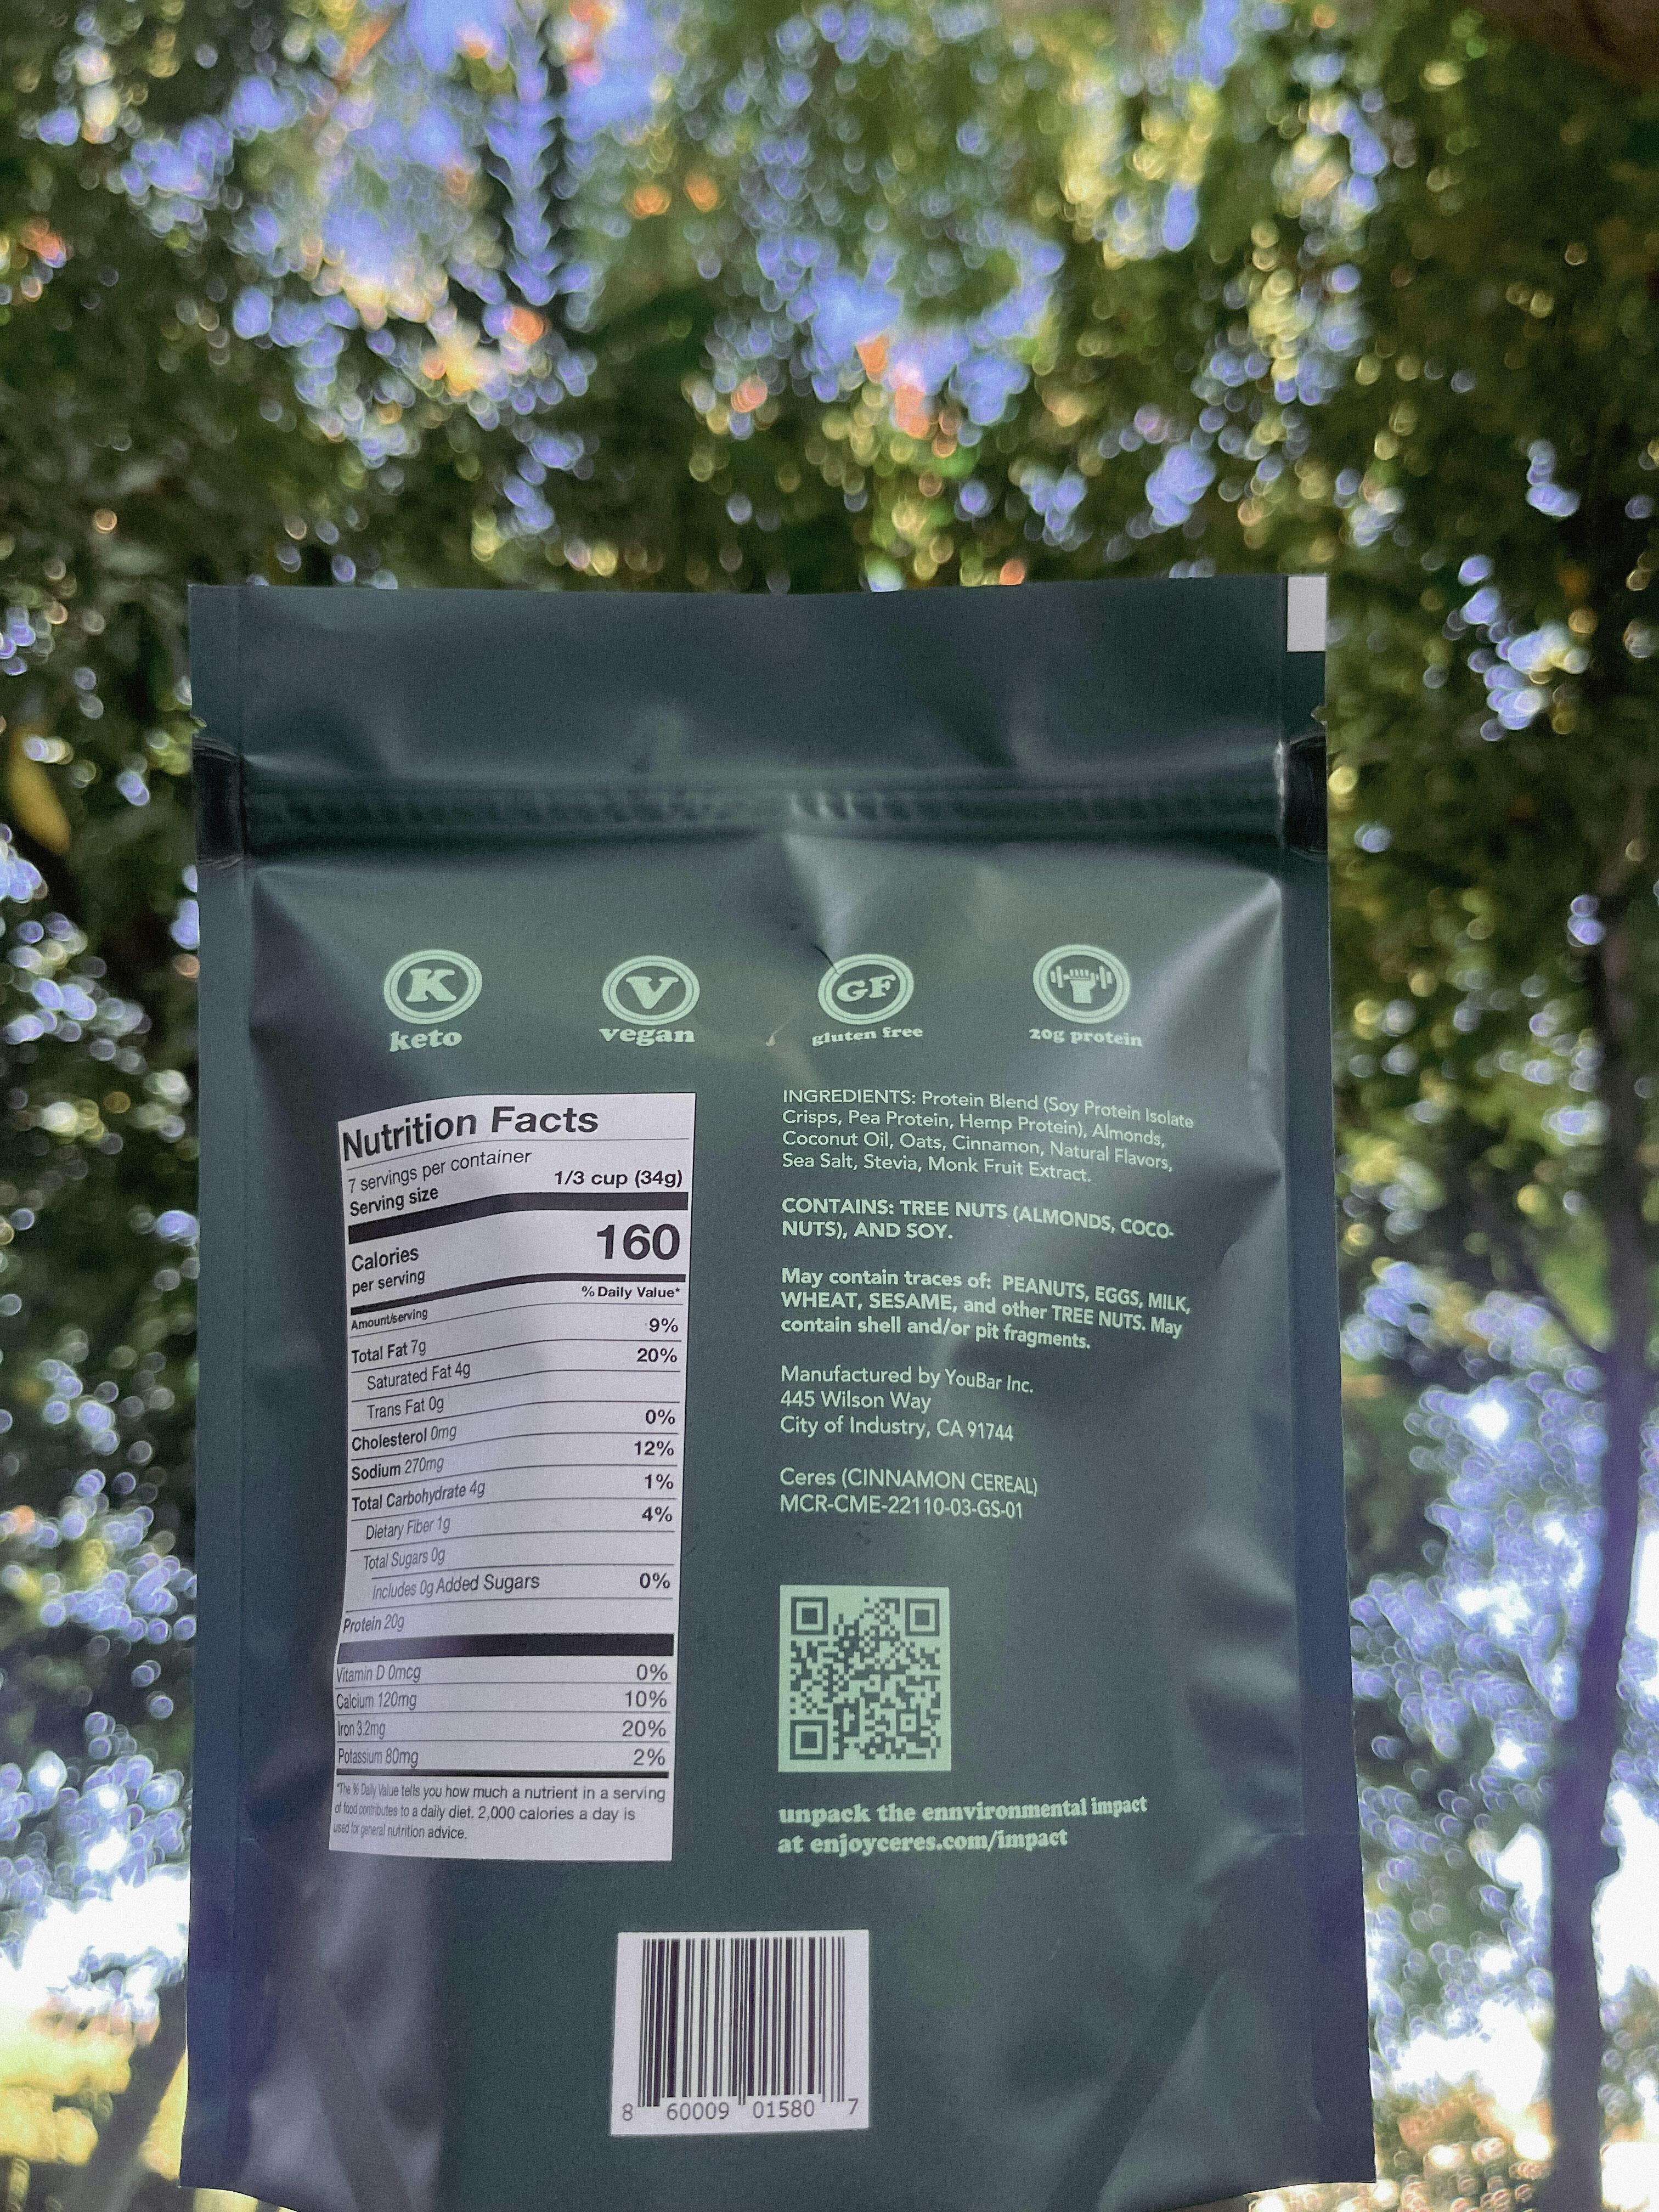 K
keto
V
vegan
GF
gluten free
20g protein
Nutrition Facts
7 servings per container
Serving size 1/3 cup (34g)
Calories
per serving 160
% Daily Value*
Amount/serving
Total Fat 7g 9%
Saturated Fat 4g 20%
Trans Fat 0g
Cholesterol 0mg 0%
Sodium 270mg 12%
Total Carbohydrate 4g 1%
Dietary Fiber 1g 4%
Total Sugars 0g
Includes 0g Added Sugars 0%
Protein 20g
Vitamin D 0mcg 0%
Calcium 120mg 10%
Iron 3.2mg 20%
Potassium 80mg 2%
*The % Daily Value tells you how much a nutrient in a serving
of food contributes to a daily diet. 2,000 calories a day is
used for general nutrition advice.
INGREDIENTS: Protein Blend (Soy Protein Isolate
Crisps, Pea Protein, Hemp Protein), Almonds,
Coconut Oil, Oats, Cinnamon, Natural Flavors,
Sea Salt, Stevia, Monk Fruit Extract.
CONTAINS: TREE NUTS (ALMONDS, COCO-
NUTS), AND SOY.
May contain traces of: PEANUTS, EGGS, MILK,
WHEAT, SESAME, and other TREE NUTS. May
contain shell and/or pit fragments.
Manufactured by YouBar Inc.
445 Wilson Way
City of Industry, CA 91744
Ceres (CINNAMON CEREAL)
MCR-CME-22110-03-GS-01
unpack the ennvironmental impact
at enjoyceres.com/impact
8 60009 01580 7